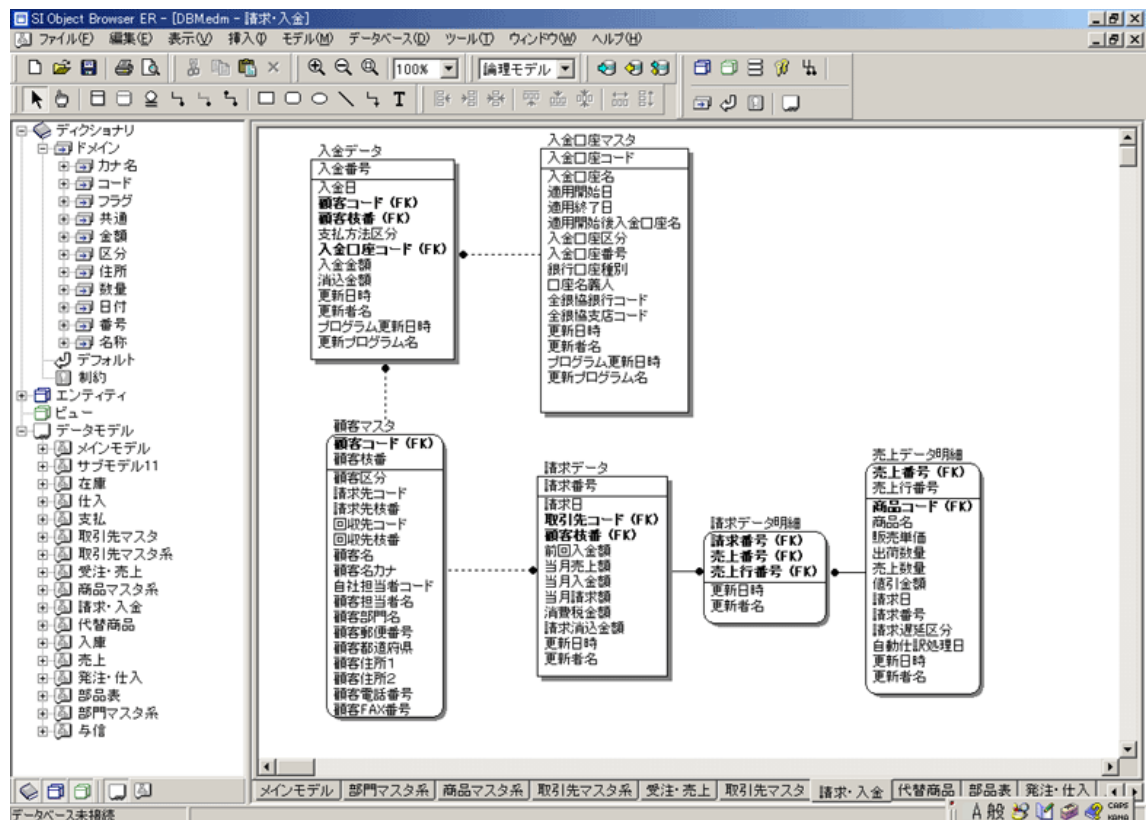 SI Object Browser ER - [DBM.edm - 請求・入金]
ファイル(F) 編集(E) 表示(V) 挿入(I) モデル(M) データベース(D) ツール(T) ウィンドウ(W) ヘルプ(H)
100% 論理モデル
T
ディクショナリ
ドメイン
カナ名
コード
フラグ
共通
金額
区分
住所
数量
日付
番号
名称
デフォルト
制約
エンティティ
ビュー
データモデル
メインモデル
サブモデル11
在庫
仕入
支払
取引先マスタ
取引先マスタ系
受注・売上
商品マスタ系
請求・入金
代替商品
入庫
売上
発注・仕入
部品表
部門マスタ系
与信
入金データ
入金番号
入金日
顧客コード (FK)
顧客枝番 (FK)
支払方法区分
入金口座コード (FK)
入金金額
消込金額
更新日時
更新者名
プログラム更新日時
更新プログラム名
入金口座マスタ
入金口座コード
入金口座名
適用開始日
適用終了日
適用開始後入金口座名
入金口座区分
入金口座番号
銀行口座種別
口座名義人
全銀協銀行コード
全銀協支店コード
更新日時
更新者名
プログラム更新日時
更新プログラム名
顧客マスタ
顧客コード (FK)
顧客枝番
顧客区分
請求先コード
請求先枝番
回収先コード
回収先枝番
顧客名
顧客名カナ
自社担当者コード
顧客担当者名
顧客部門名
顧客郵便番号
顧客都道府県
顧客住所1
顧客住所2
顧客電話番号
顧客FAX番号
請求データ
請求番号
請求日
取引先コード (FK)
顧客枝番 (FK)
前回入金額
当月売上額
当月入金額
当月請求額
消費税金額
請求消込金額
更新日時
更新者名
請求データ明細
請求番号 (FK)
売上番号 (FK)
売上行番号 (FK)
更新日時
更新者名
売上データ明細
売上番号 (FK)
売上行番号
商品コード (FK)
商品名
販売単価
出荷数量
売上数量
値引金額
請求日
請求番号
請求遅延区分
自動仕訳処理日
更新日時
更新者名
メインモデル 部門マスタ系 商品マスタ系 取引先マスタ系 受注・売上 取引先マスタ 請求・入金 代替商品 部品表 発注・仕入
データベース未接続
A 般 CAPS KANA